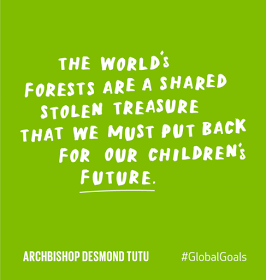 THE WORLD'S
FORESTS ARE A SHARED
STOLEN TREASURE
THAT WE MUST PUT BACK
FOR OUR CHILDREN'S
FUTURE.
ARCHBISHOP DESMOND TUTU #GlobalGoals